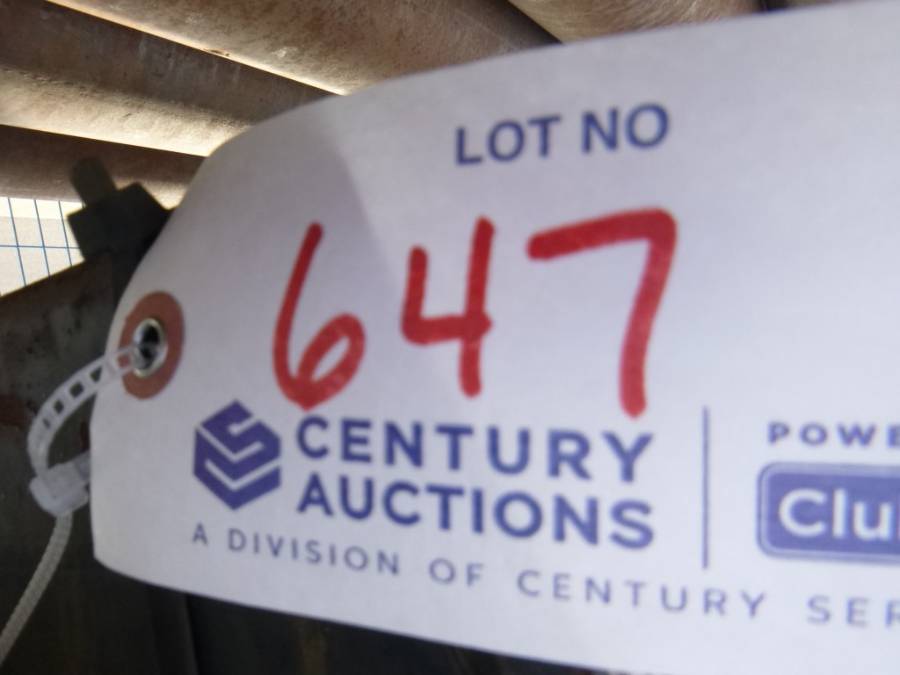 LOT NO
647
CENTURY
AUCTIONS
A DIVISION OF CENTURY